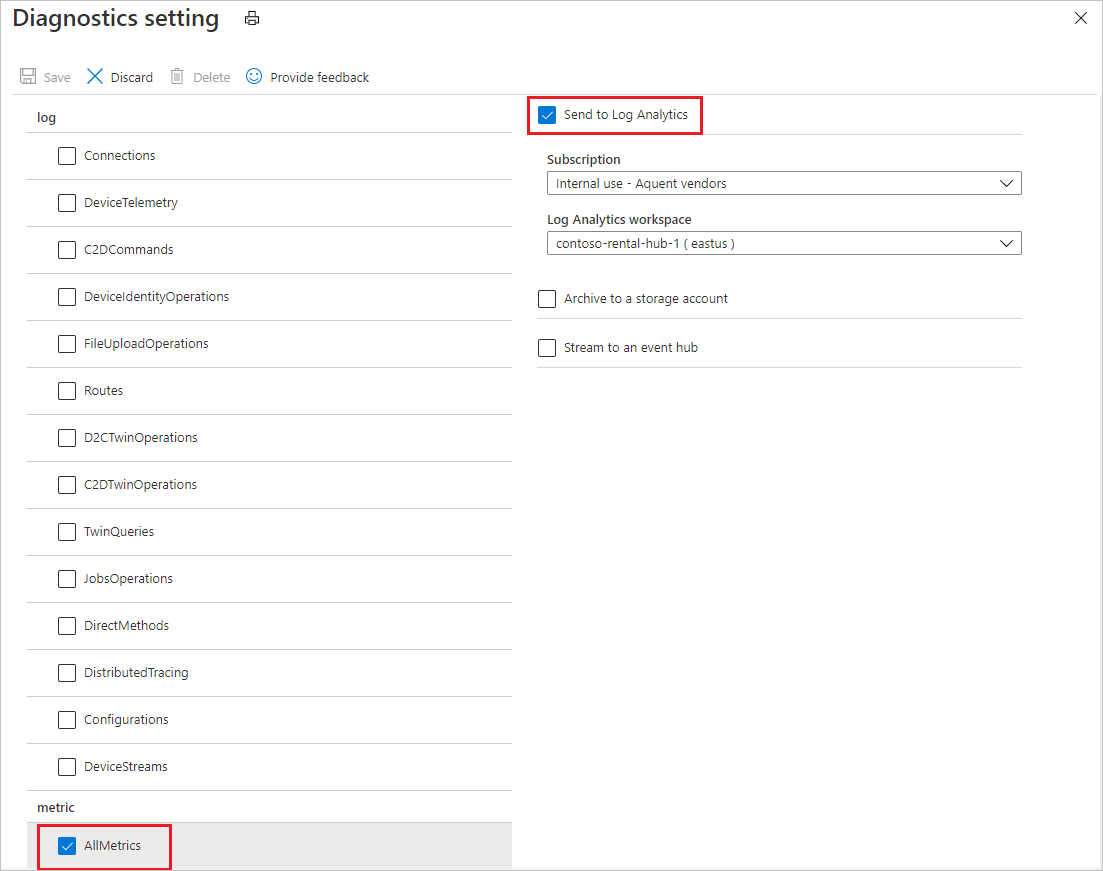 Diagnostics setting
Save Discard Delete Provide feedback
log
Connections
DeviceTelemetry
C2DCommands
DeviceIdentityOperations
FileUploadOperations
Routes
D2CTwinOperations
C2DTwinOperations
TwinQueries
JobsOperations
DirectMethods
DistributedTracing
Configurations
DeviceStreams
metric
AllMetrics
Send to Log Analytics
Subscription
Internal use - Aquent vendors
Log Analytics workspace
contoso-rental-hub-1 ( eastus )
Archive to a storage account
Stream to an event hub